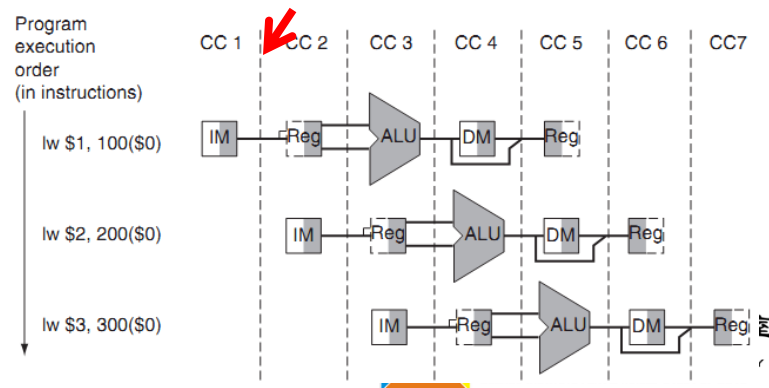 Program
execution
order
(in instructions)
CC 1 CC 2 CC 3 CC 4 CC 5 CC 6 CC7
lw $1, 100($0) IM Reg ALU DM Reg
lw $2, 200($0) IM Reg ALU DM Reg
lw $3, 300($0) IM Reg ALU DM Reg